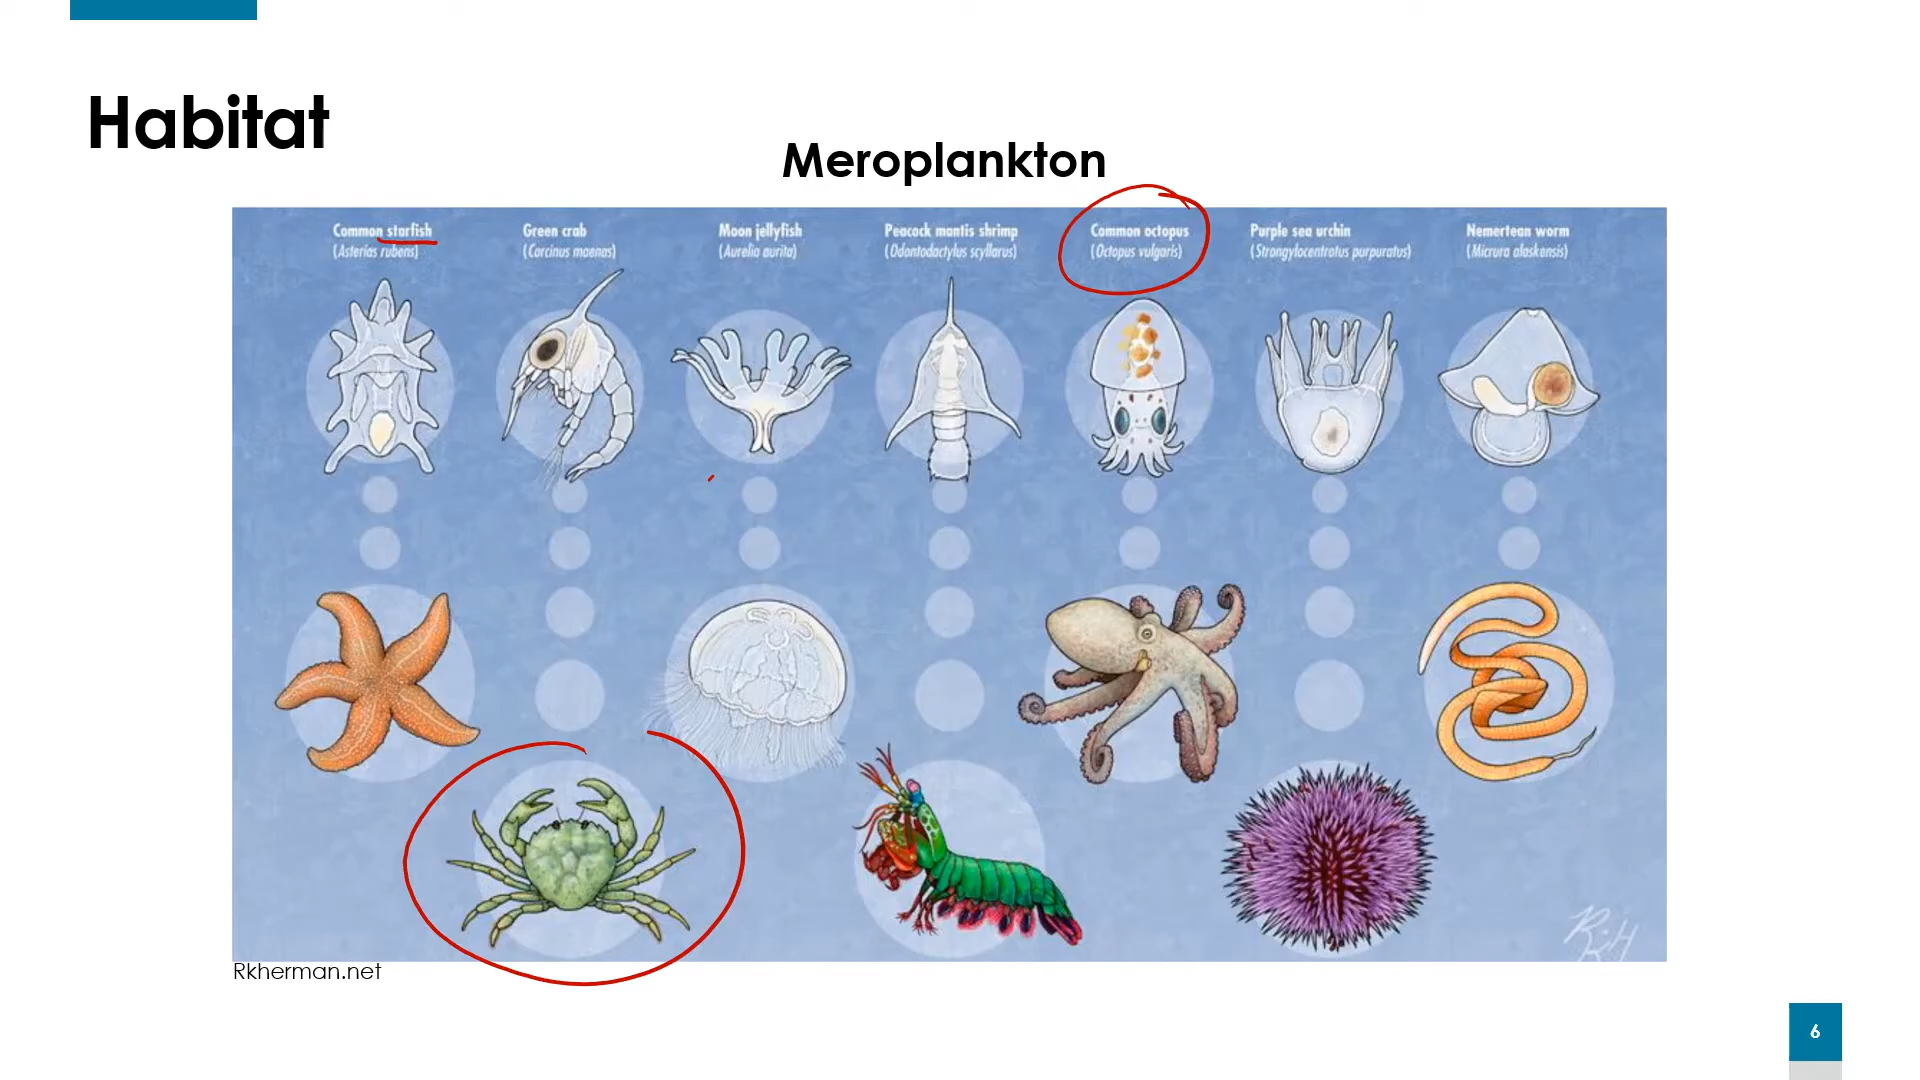 Habitat
Meroplankton
Common starfish
(Asterias rubens)
Green crab
(Carcinus maenas)
Moon jellyfish
(Aurelia aurita)
Peacock mantis shrimp
(Odontodactylus scyllarus)
Common octopus
(Octopus vulgaris)
Purple sea urchin
(Strongylocentrotus purpuratus)
Nemertean worm
(Micrura alaskensis)
RKH
Rkherman.net
6